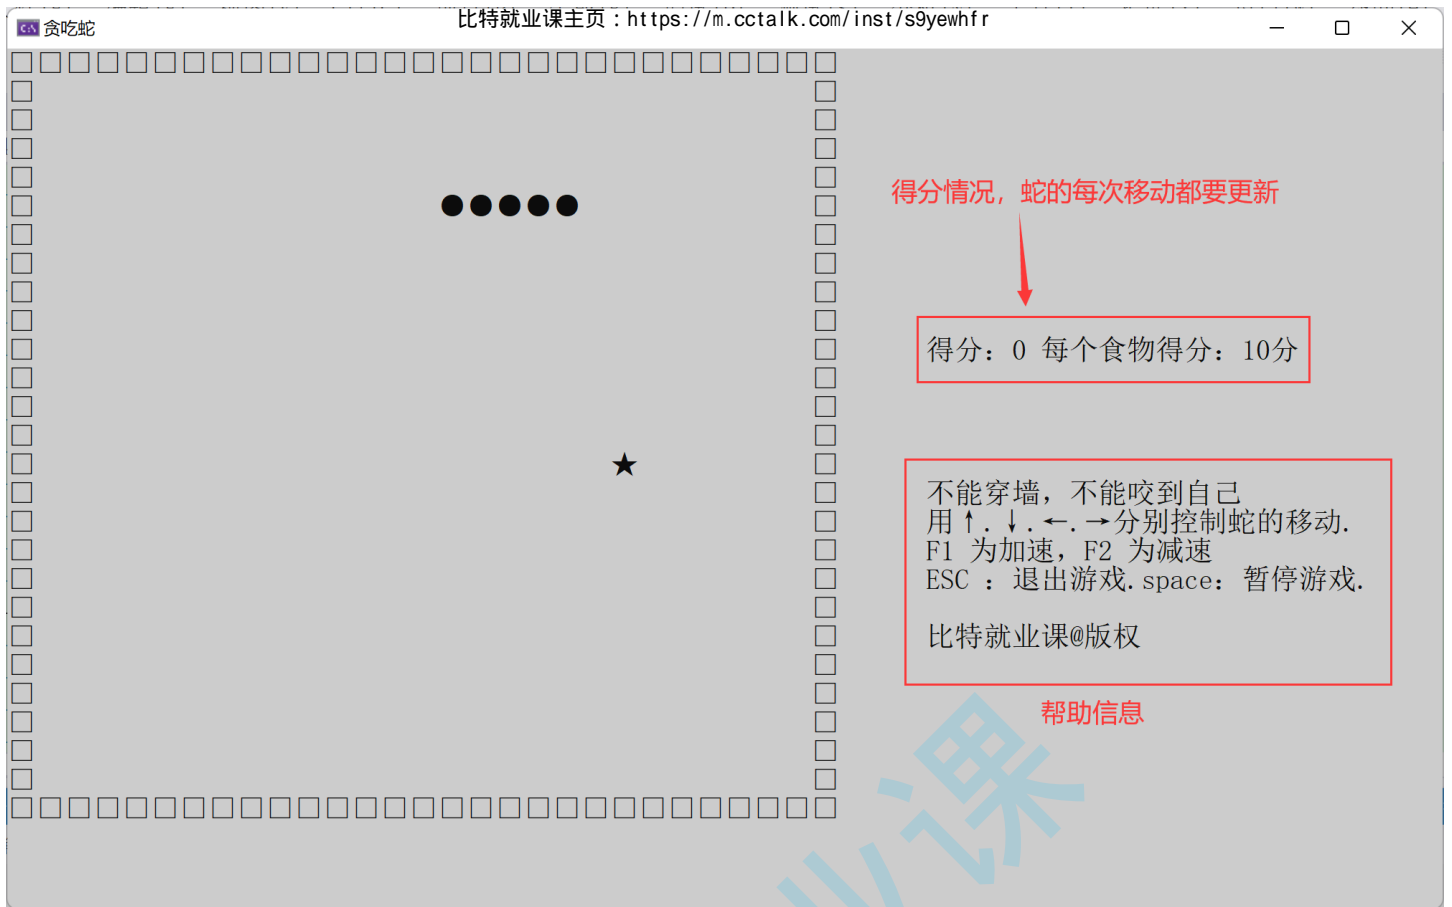 比特就业课主页：https://m.cctalk.com/inst/s9yewhfr
贪吃蛇
得分情况，蛇的每次移动都要更新
得分：0 每个食物得分：10分
不能穿墙，不能咬到自己
用↑.↓.←.→分别控制蛇的移动.
F1 为加速，F2 为减速
ESC ：退出游戏.space：暂停游戏.
比特就业课@版权
帮助信息
业课